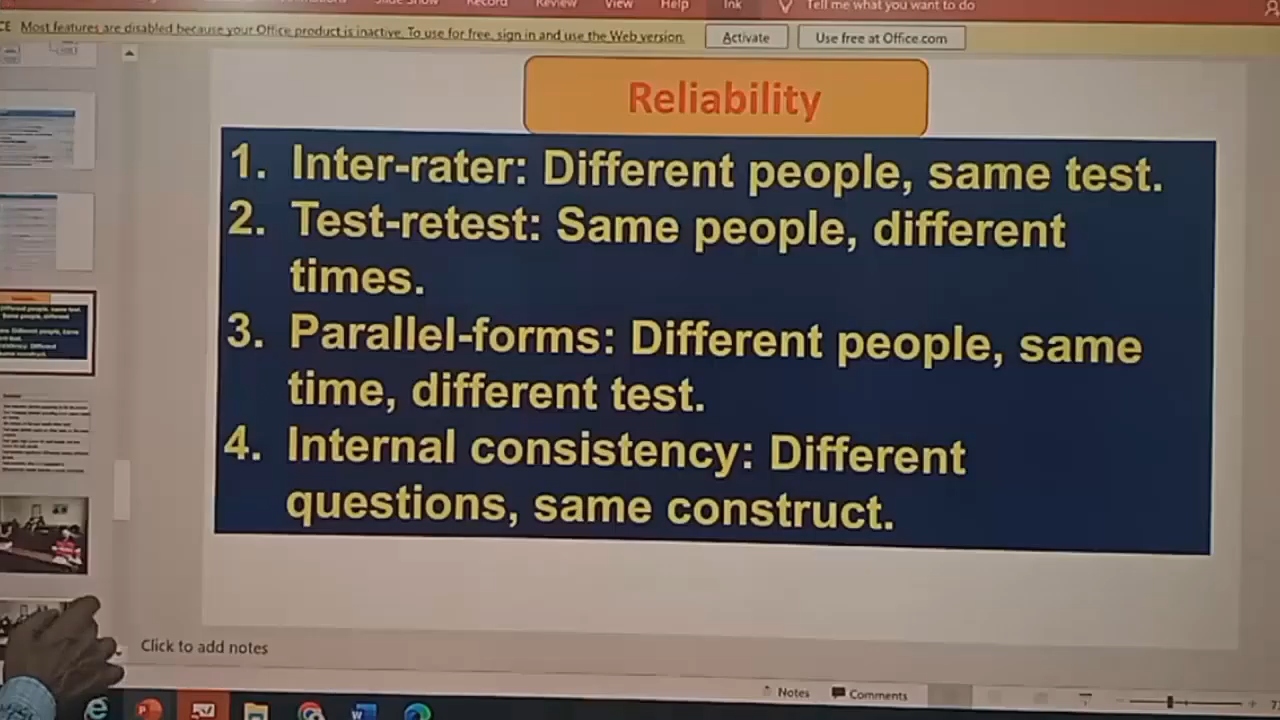 Slide Show Record Review View Help Ink Tell me what you want to do
CE Most features are disabled because your Office product is inactive. To use for free, sign in and use the Web version. Activate Use free at Office.com
Reliability
1. Inter-rater: Different people, same test.
2. Test-retest: Same people, different
times.
3. Parallel-forms: Different people, same
time, different test.
4. Internal consistency: Different
questions, same construct.
Click to add notes
Notes Comments